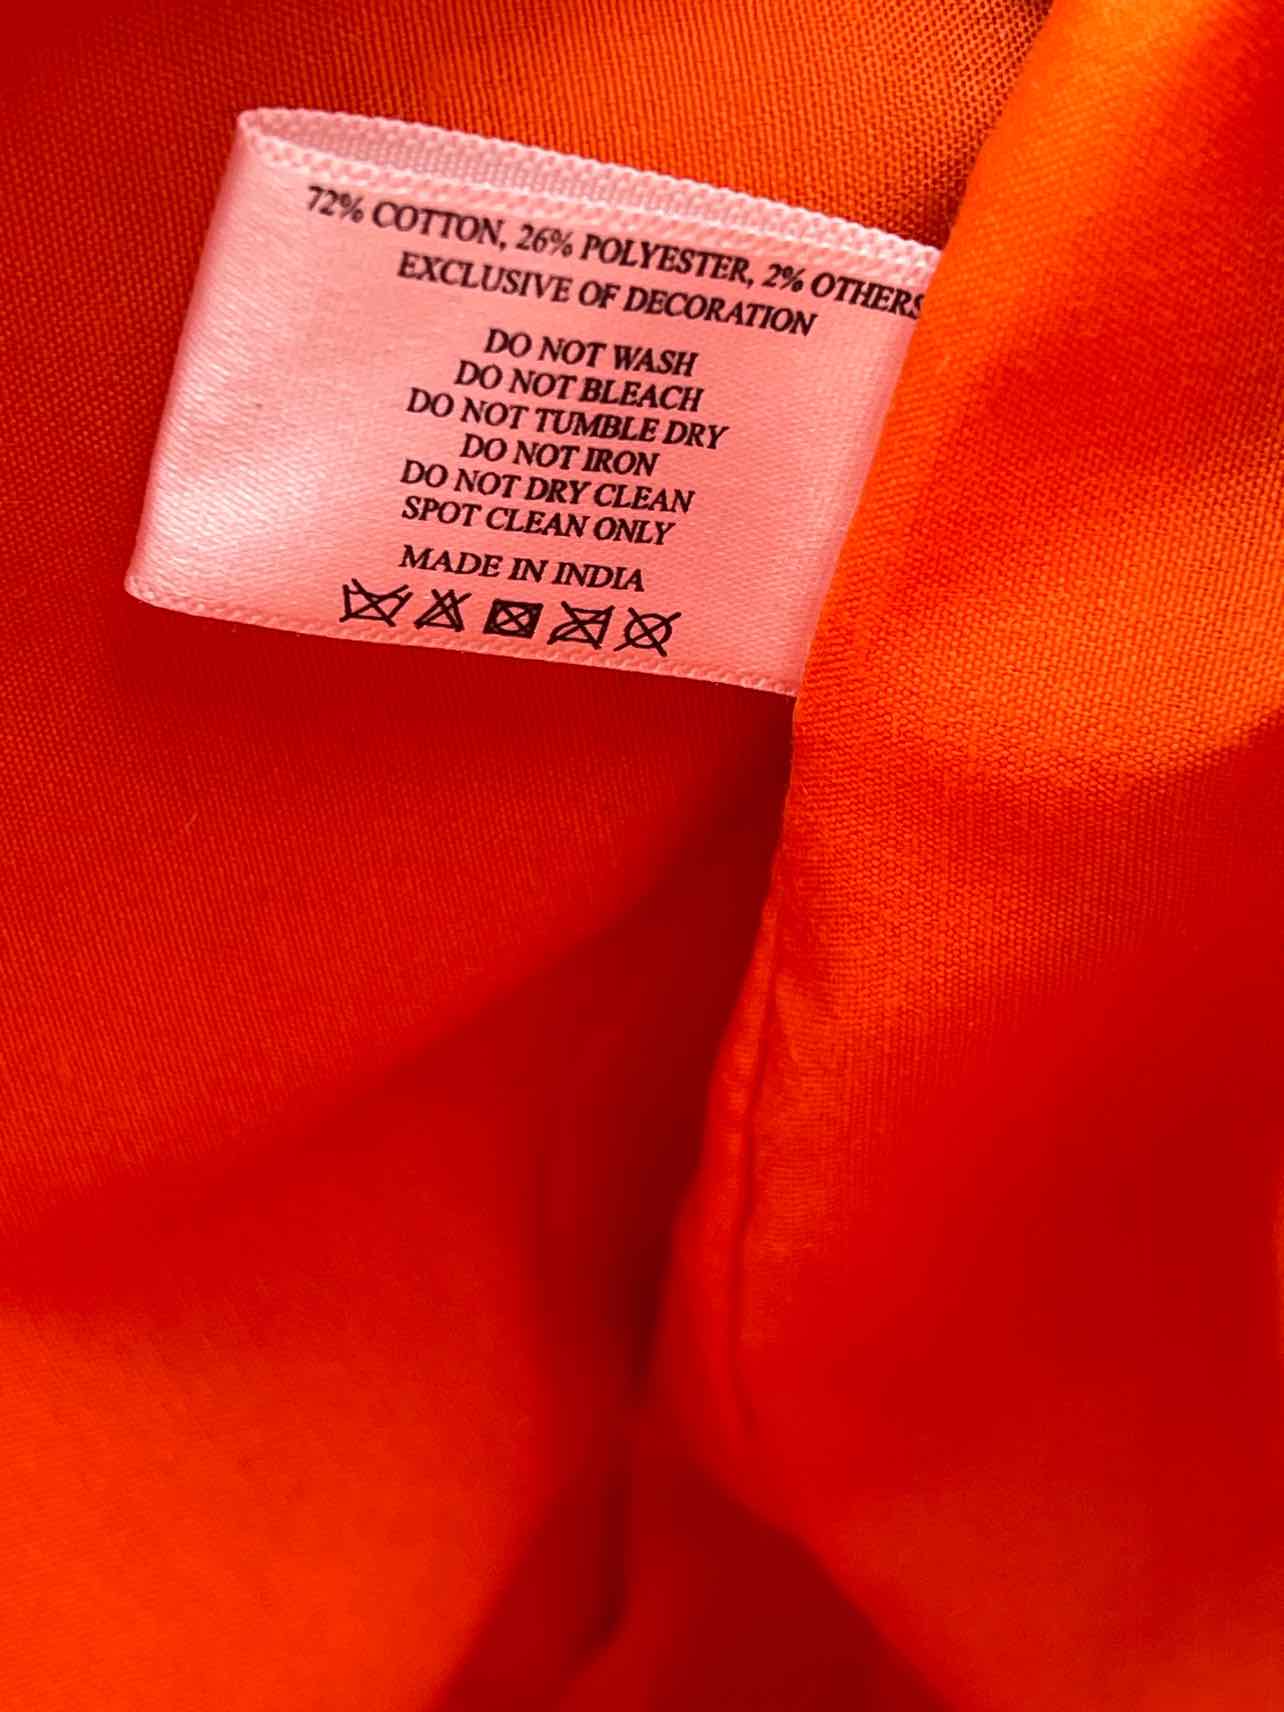 72% COTTON, 26% POLYESTER, 2% OTHERS
EXCLUSIVE OF DECORATION
DO NOT WASH
DO NOT BLEACH
DO NOT TUMBLE DRY
DO NOT IRON
DO NOT DRY CLEAN
SPOT CLEAN ONLY
MADE IN INDIA